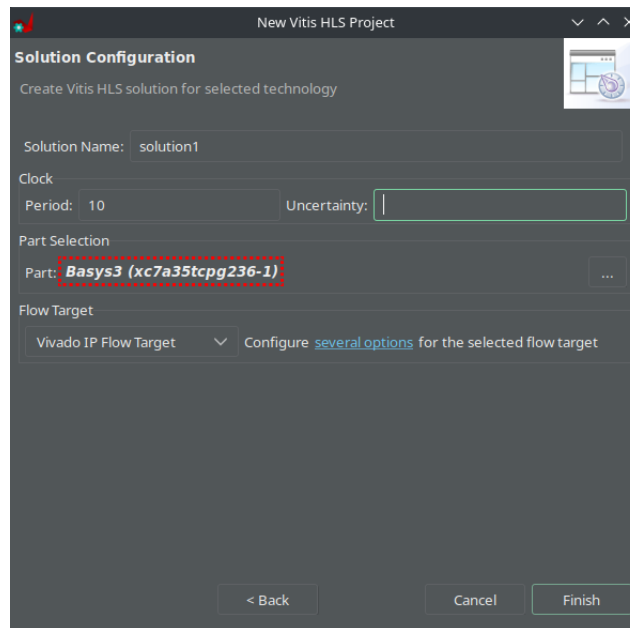 New Vitis HLS Project
Solution Configuration
Create Vitis HLS solution for selected technology
Solution Name: solution1
Clock
Period: 10 Uncertainty:
Part Selection
Part: Basys3 (xc7a35tcpg236-1) ...
Flow Target
Vivado IP Flow Target Configure several options for the selected flow target
< Back Cancel Finish